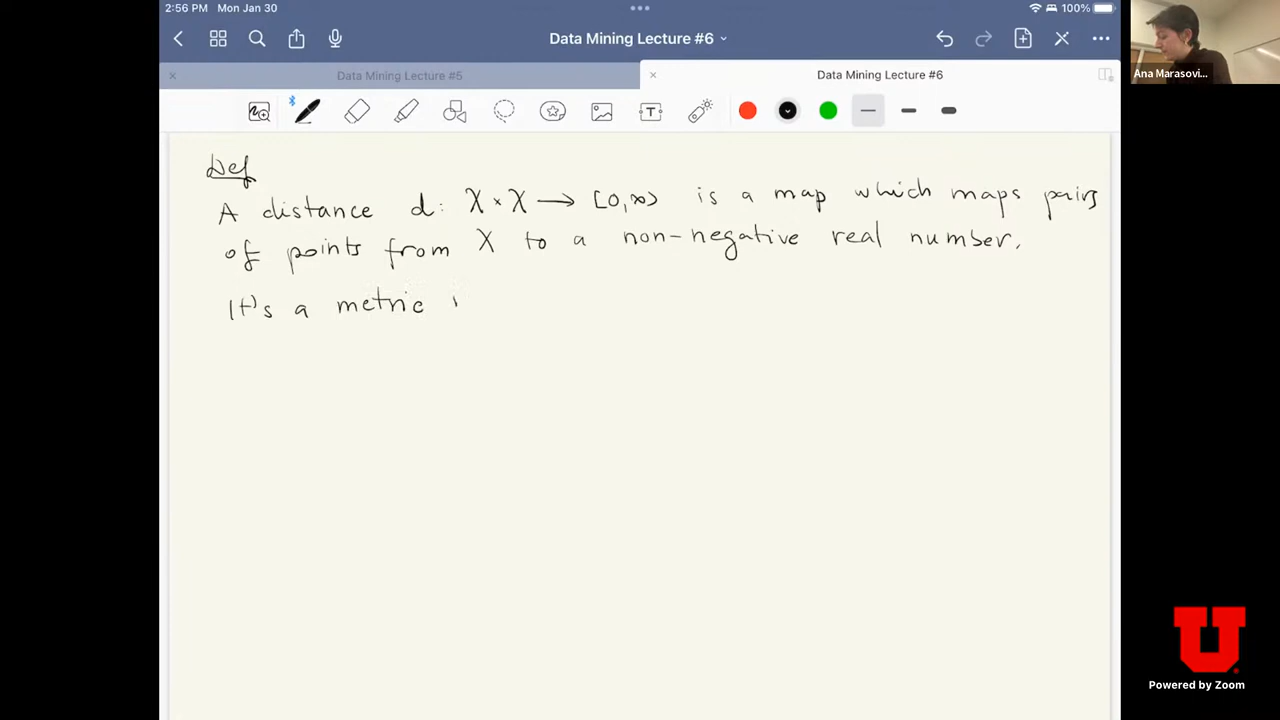 2:56 PM Mon Jan 30
100%
Data Mining Lecture #6
Data Mining Lecture #5
Data Mining Lecture #6
Ana Marasovi...
Def
A distance d: X × X → [0,∞) is a map which maps pairs
of points from X to a non-negative real number.
It's a metric
U
Powered by Zoom